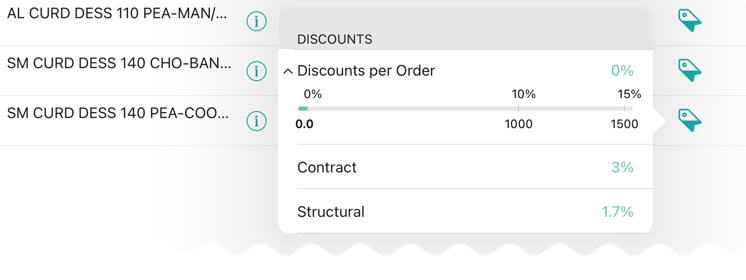 AL CURD DESS 110 PEA-MAN/...
SM CURD DESS 140 CHO-BAN...
SM CURD DESS 140 PEA-COO...
DISCOUNTS
Discounts per Order 0%
0% 10% 15%
0.0 1000 1500
Contract 3%
Structural 1.7%